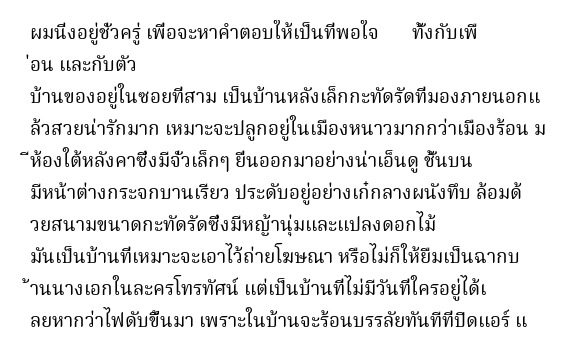 ผมนึงอยู่ชั่วครู่ เพื่อจะหาคำตอบให้เป็นที่พอใจ ทั้งกับเพื
่อน และกับตัว
บ้านของอยู่ในซอยที่สาม เป็นบ้านหลังเล็กกะทัดรัดที่มองภายนอกแ
ล้วสวยน่ารักมาก เหมาะจะปลูกอยู่ในเมืองหนาวมากกว่าเมืองร้อน ม
ีห้องใต้หลังคาซึ่งมีจั่วเล็กๆ ยื่นออกมาอย่างน่าเอ็นดู ชั้นบน
มีหน้าต่างกระจกบานเรียว ประดับอยู่อย่างเก๋กลางผนังทึบ ล้อมด้
วยสนามขนาดกะทัดรัดซึ่งมีหญ้านุ่มและแปลงดอกไม้
มันเป็นบ้านที่เหมาะจะเอาไว้ถ่ายโฆษณา หรือไม่ก็ให้ยืมเป็นฉากบ
้านนางเอกในละครโทรทัศน์ แต่เป็นบ้านที่ไม่มีวันที่ใครอยู่ได้เ
ลยหากว่าไฟดับขึ้นมา เพราะในบ้านจะร้อนบรรลัยทันทีที่ปิดแอร์ แ